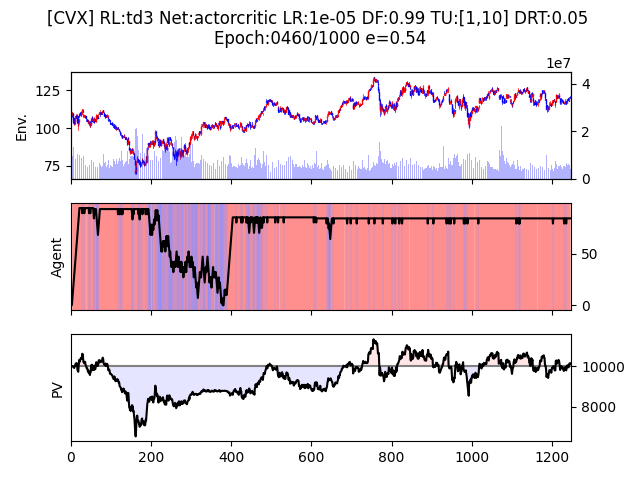 [CVX] RL:td3 Net:actorcritic LR:1e-05 DF:0.99 TU:[1,10] DRT:0.05
Epoch:0460/1000 e=0.54
1e7
Env.
125
100
75
4
2
0
Agent
50
0
PV
10000
8000
0
200
400
600
800
1000
1200